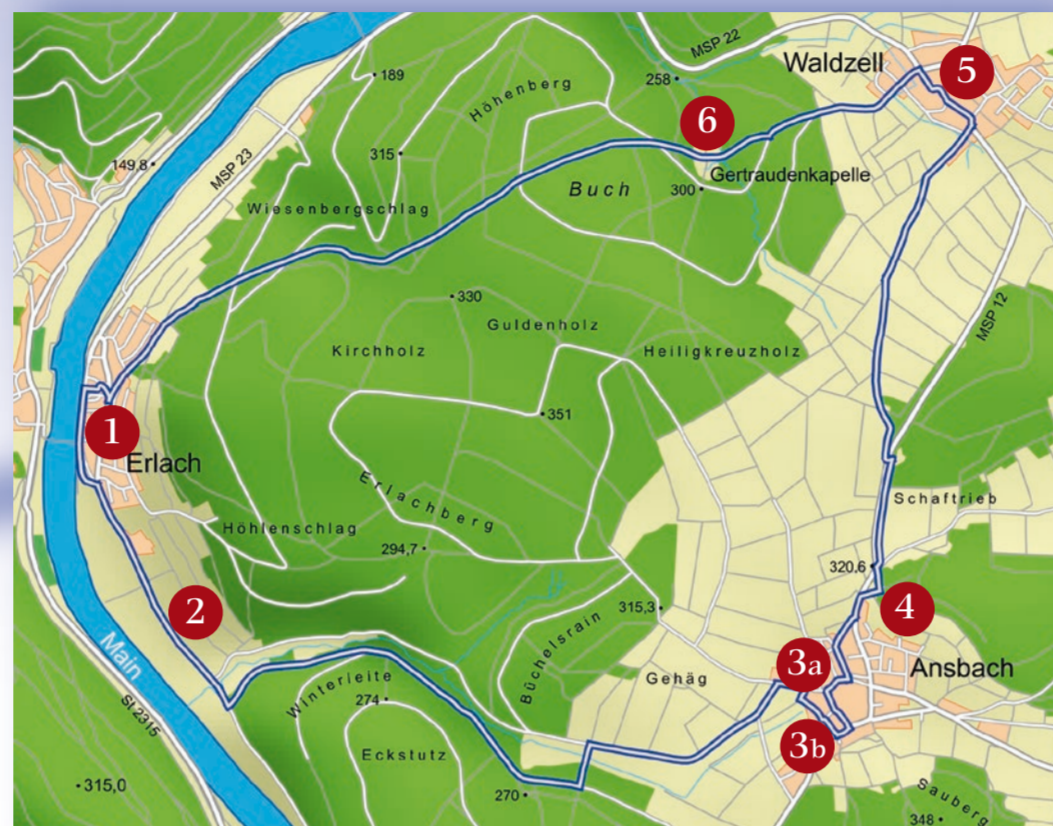 MSP 22
Waldzell
5
258
189
Höhenberg
6
315
149,8
MSP 23
Gertraudenkapelle
Buch
300
Wiesenbergschlag
330
Guldenholz
Kirchholz
Heiligkreuzholz
MSP 12
351
1
Erlach
Erlachberg
Schaftrieb
Höhlenschlag
294,7
320,6
2
315,3
4
Büchelsrain
Main
3a
Ansbach
Gehäg
Winterleite
274
St 2315
3b
Eckstutz
315,0
270
Sauberg
348